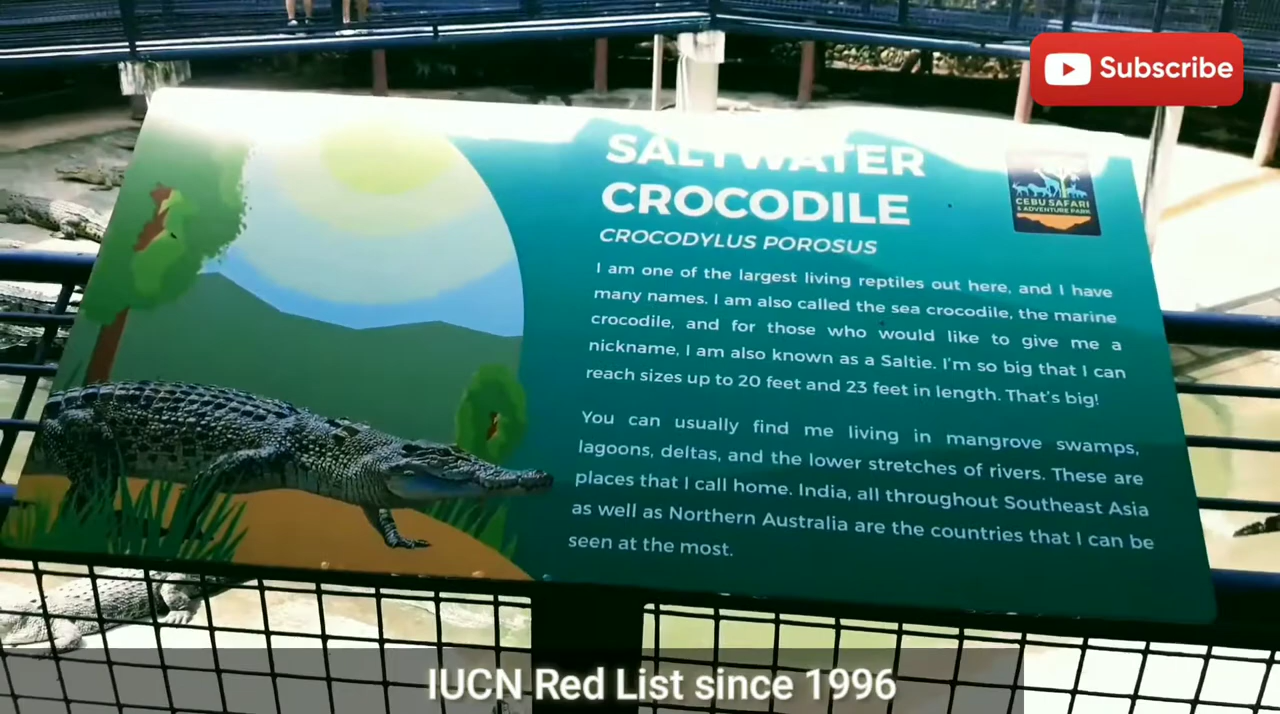 Subscribe
SALTWATER
CROCODILE
CROCODYLUS POROSUS
CEBU SAFARI
& ADVENTURE PARK
I am one of the largest living reptiles out here, and I have
many names. I am also called the sea crocodile, the marine
crocodile, and for those who would like to give me a
nickname, I am also known as a Saltie. I'm so big that I can
reach sizes up to 20 feet and 23 feet in length. That's big!
You can usually find me living in mangrove swamps,
lagoons, deltas, and the lower stretches of rivers. These are
places that I call home. India, all throughout Southeast Asia
as well as Northern Australia are the countries that I can be
seen at the most.
IUCN Red List since 1996